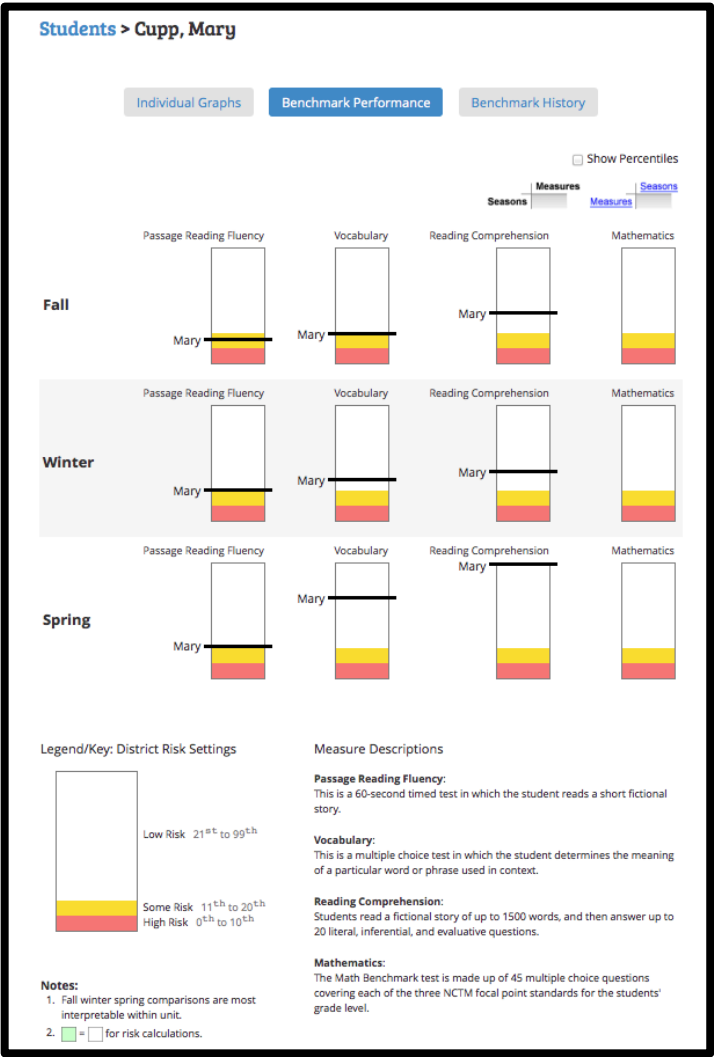 Students > Cupp, Mary
Individual Graphs
Benchmark Performance
Benchmark History
Show Percentiles
Measures
Seasons
Seasons
Measures
Passage Reading Fluency
Vocabulary
Reading Comprehension
Mathematics
Fall
Mary
Mary
Mary
Passage Reading Fluency
Vocabulary
Reading Comprehension
Mathematics
Winter
Mary
Mary
Mary
Passage Reading Fluency
Vocabulary
Reading Comprehension
Mathematics
Spring
Mary
Mary
Mary
Legend/Key: District Risk Settings
Low Risk 21st to 99th
Some Risk 11th to 20th
High Risk 0th to 10th
Notes:
1. Fall winter spring comparisons are most
interpretable within unit.
2. = for risk calculations.
Measure Descriptions
Passage Reading Fluency:
This is a 60-second timed test in which the student reads a short fictional
story.
Vocabulary:
This is a multiple choice test in which the student determines the meaning
of a particular word or phrase used in context.
Reading Comprehension:
Students read a fictional story of up to 1500 words, and then answer up to
20 literal, inferential, and evaluative questions.
Mathematics:
The Math Benchmark test is made up of 45 multiple choice questions
covering each of the three NCTM focal point standards for the students'
grade level.